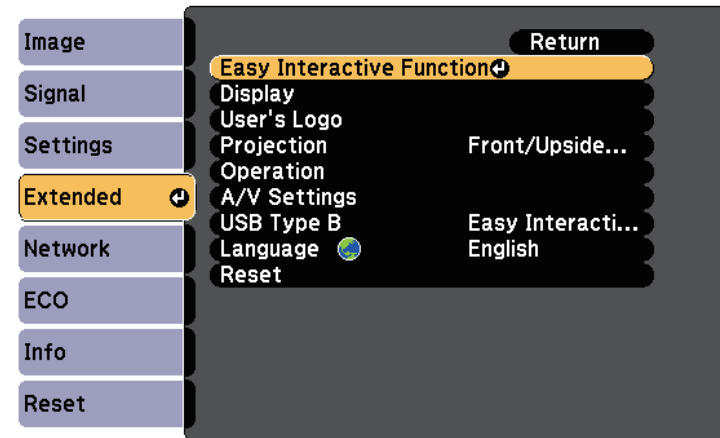 Image
Signal
Settings
Extended
Network
ECO
Info
Reset
Return
Easy Interactive Function
Display
User's Logo
Projection Front/Upside...
Operation
A/V Settings
USB Type B Easy Interacti...
Language English
Reset